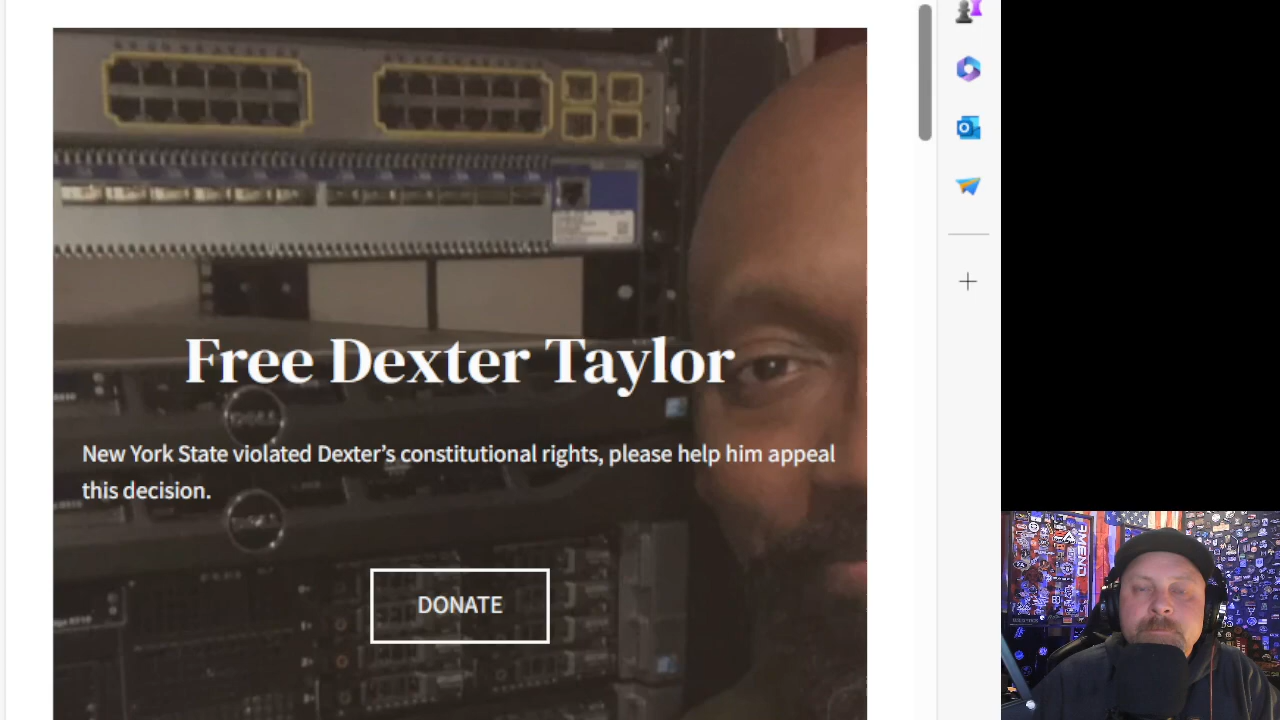 Free Dexter Taylor
New York State violated Dexter’s constitutional rights, please help him appeal
this decision.
DONATE